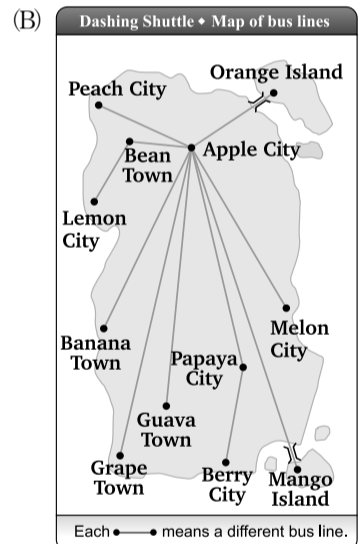 (B)
Dashing Shuttle ◆ Map of bus lines
Orange Island
Peach City
Bean
Town
Apple City
Lemon
City
Melon
City
Banana
Town
Papaya
City
Guava
Town
Grape
Town
Berry
City
Mango
Island
Each ●—● means a different bus line.